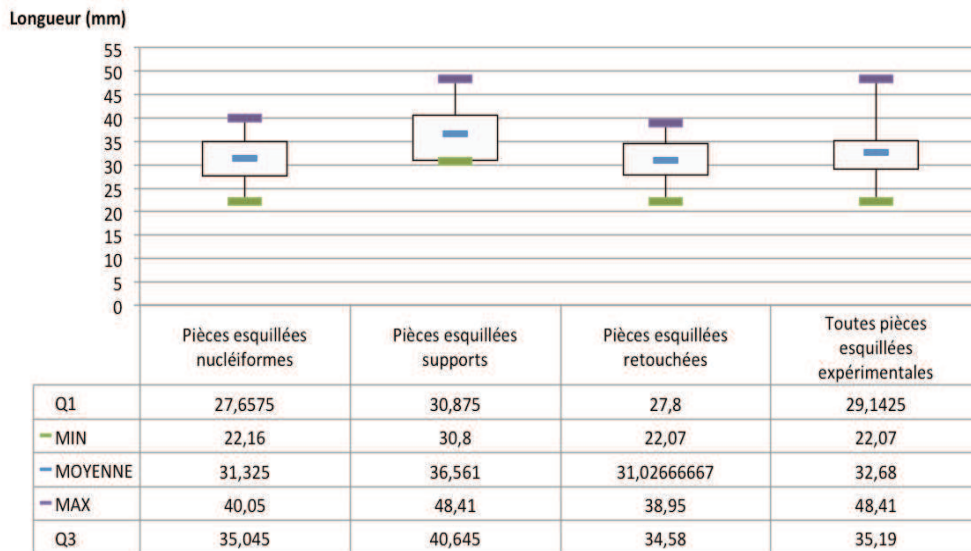 Longueur (mm)
55
50
45
40
35
30
25
20
15
10
5
0
Pièces esquillées nucléiformes
Pièces esquillées supports
Pièces esquillées retouchées
Toutes pièces esquillées expérimentales
Q1 27,6575 30,875 27,8 29,1425
MIN 22,16 30,8 22,07 22,07
MOYENNE 31,325 36,561 31,02666667 32,68
MAX 40,05 48,41 38,95 48,41
Q3 35,045 40,645 34,58 35,19